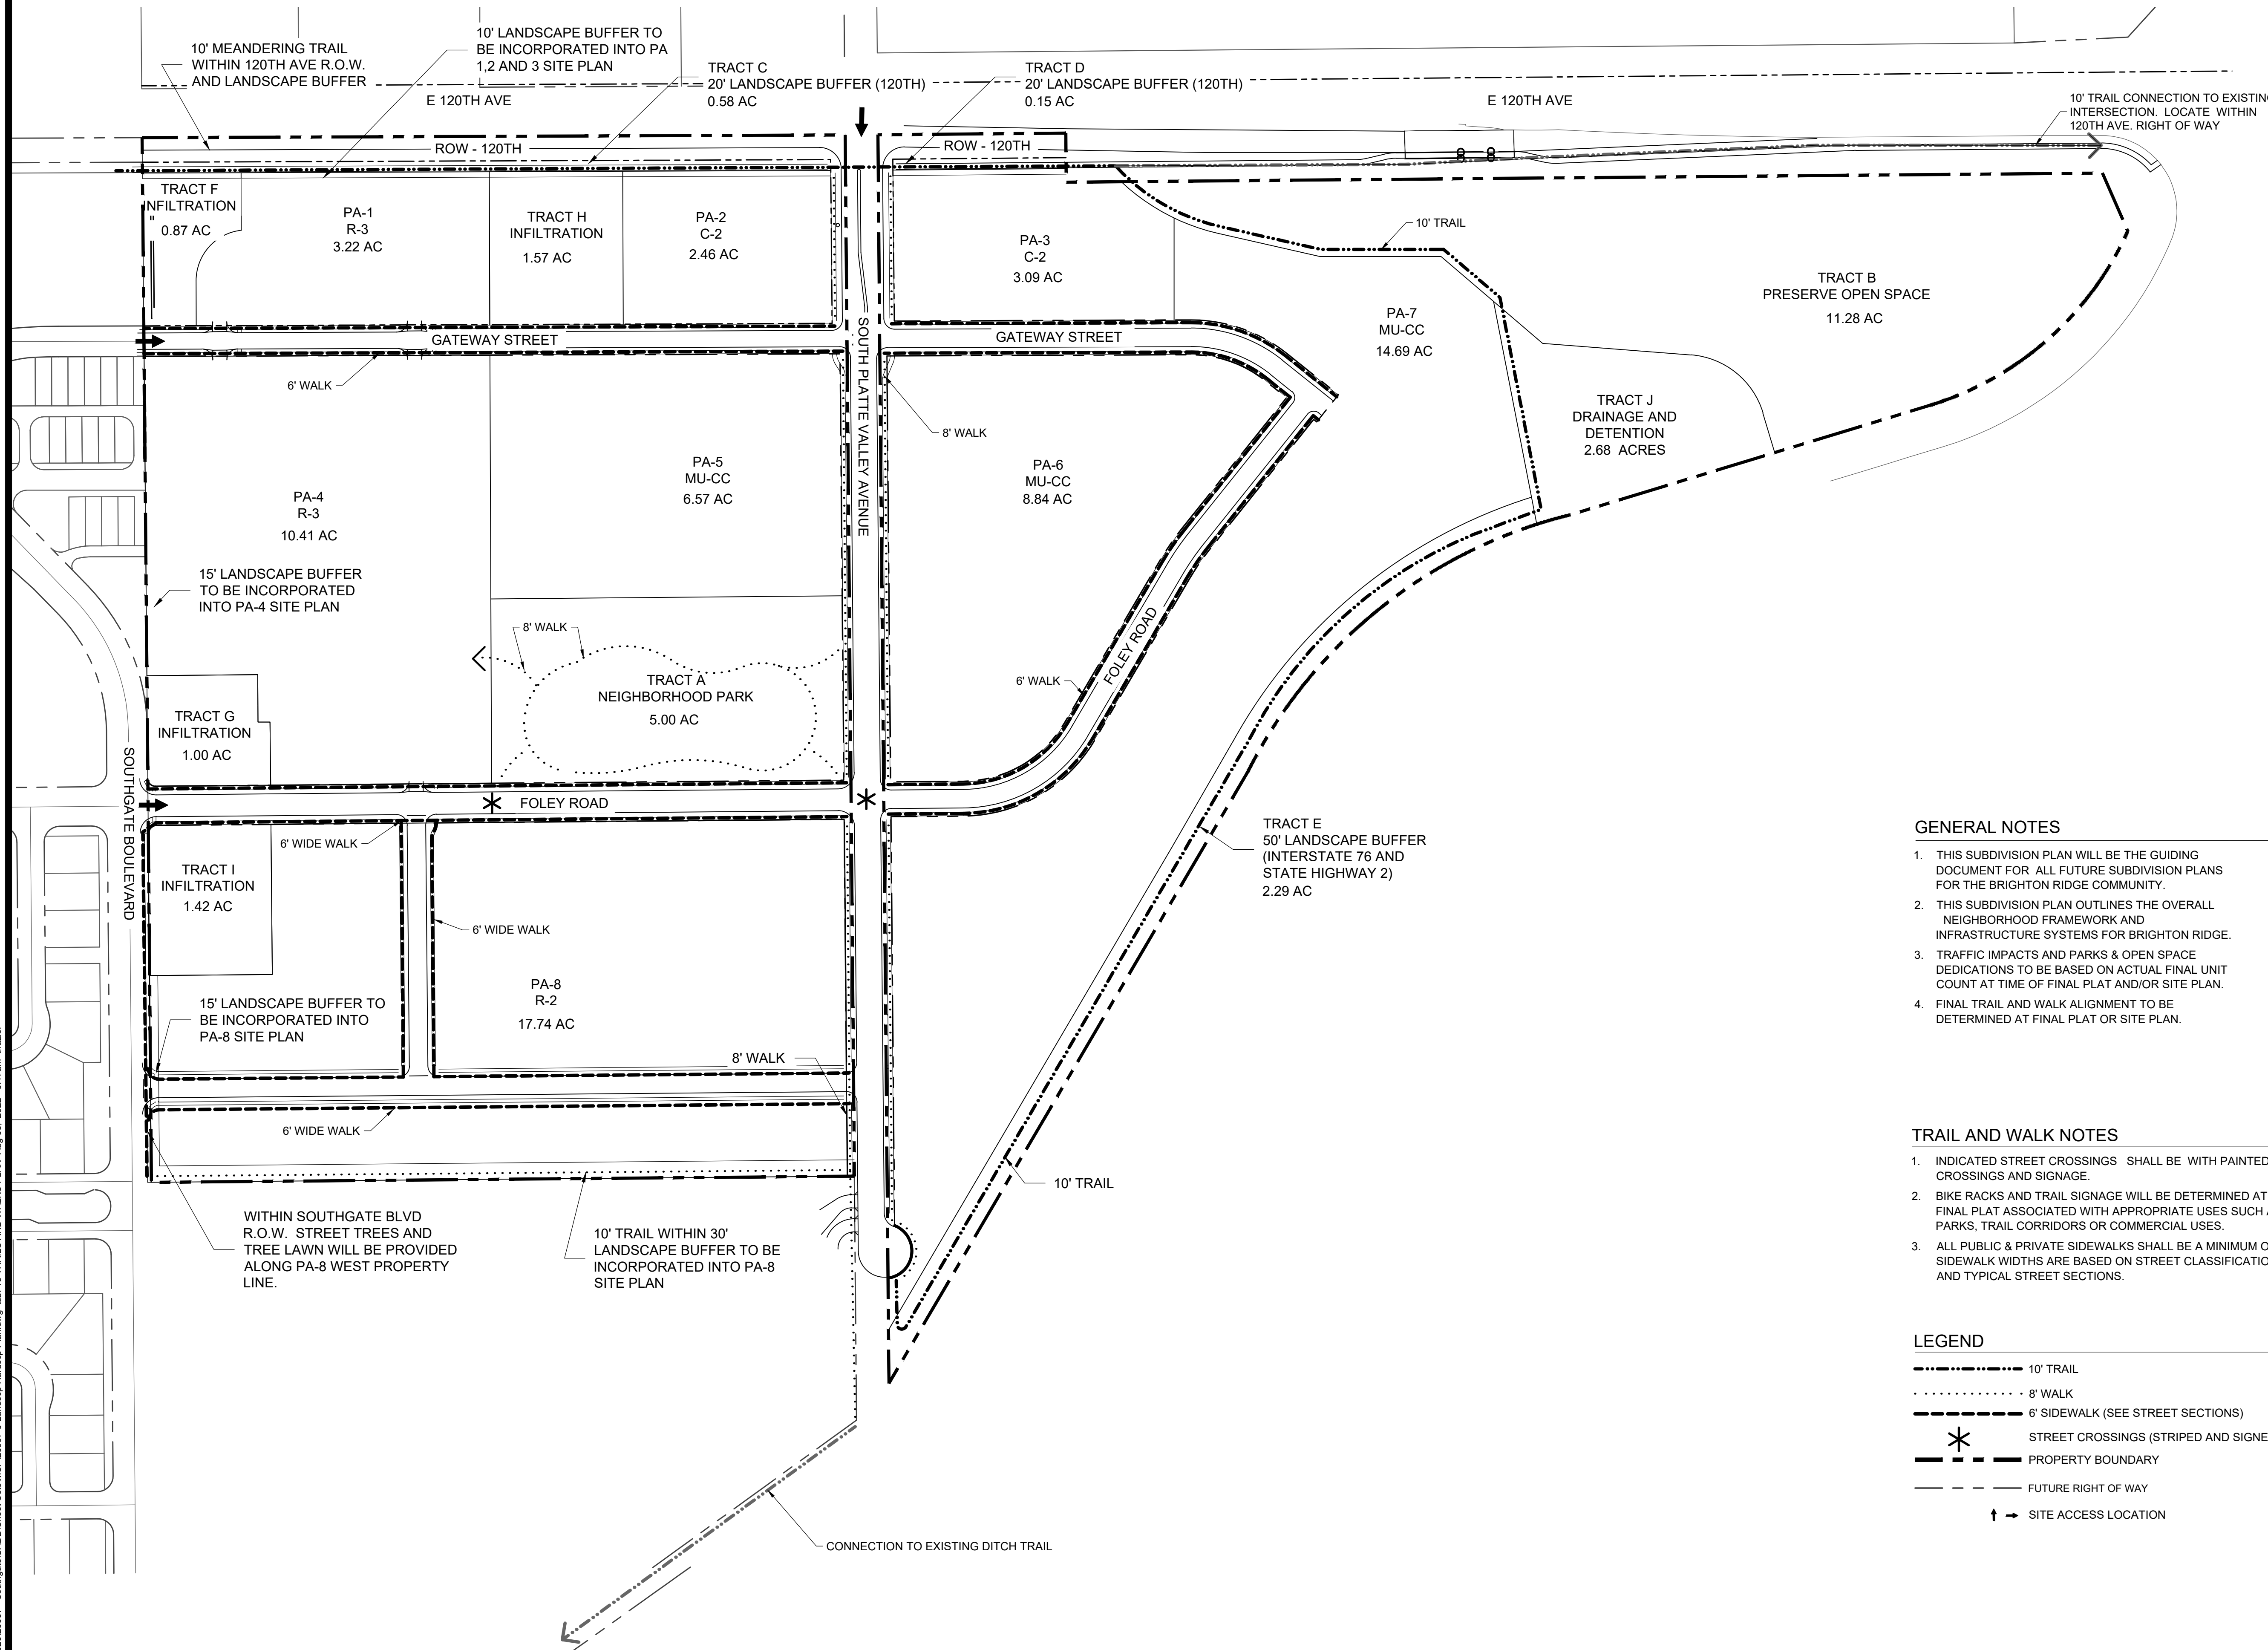 10' MEANDERING TRAIL
WITHIN 120TH AVE R.O.W.
AND LANDSCAPE BUFFER
10' LANDSCAPE BUFFER TO
BE INCORPORATED INTO PA
1,2 AND 3 SITE PLAN
TRACT C
20' LANDSCAPE BUFFER (120TH)
0.58 AC
TRACT D
20' LANDSCAPE BUFFER (120TH)
0.15 AC
E 120TH AVE
E 120TH AVE
10' TRAIL CONNECTION TO EXISTING
INTERSECTION. LOCATE WITHIN
120TH AVE. RIGHT OF WAY
ROW - 120TH
ROW - 120TH
TRACT F
INFILTRATION
0.87 AC
PA-1
R-3
3.22 AC
TRACT H
INFILTRATION
1.57 AC
PA-2
C-2
2.46 AC
PA-3
C-2
3.09 AC
10' TRAIL
TRACT B
PRESERVE OPEN SPACE
11.28 AC
PA-7
MU-CC
14.69 AC
GATEWAY STREET
GATEWAY STREET
SOUTH PLATTE VALLEY AVENUE
6' WALK
8' WALK
TRACT J
DRAINAGE AND
DETENTION
2.68 ACRES
PA-4
R-3
10.41 AC
PA-5
MU-CC
6.57 AC
PA-6
MU-CC
8.84 AC
15' LANDSCAPE BUFFER
TO BE INCORPORATED
INTO PA-4 SITE PLAN
8' WALK
TRACT A
NEIGHBORHOOD PARK
5.00 AC
6' WALK
FOLEY ROAD
TRACT G
INFILTRATION
1.00 AC
SOUTHGATE BOULEVARD
FOLEY ROAD
6' WIDE WALK
TRACT I
INFILTRATION
1.42 AC
6' WIDE WALK
TRACT E
50' LANDSCAPE BUFFER
(INTERSTATE 76 AND
STATE HIGHWAY 2)
2.29 AC
PA-8
R-2
17.74 AC
15' LANDSCAPE BUFFER TO
BE INCORPORATED INTO
PA-8 SITE PLAN
8' WALK
6' WIDE WALK
10' TRAIL
WITHIN SOUTHGATE BLVD
R.O.W. STREET TREES AND
TREE LAWN WILL BE PROVIDED
ALONG PA-8 WEST PROPERTY
LINE.
10' TRAIL WITHIN 30'
LANDSCAPE BUFFER TO BE
INCORPORATED INTO PA-8
SITE PLAN
CONNECTION TO EXISTING DITCH TRAIL
GENERAL NOTES
1. THIS SUBDIVISION PLAN WILL BE THE GUIDING
DOCUMENT FOR ALL FUTURE SUBDIVISION PLANS
FOR THE BRIGHTON RIDGE COMMUNITY.
2. THIS SUBDIVISION PLAN OUTLINES THE OVERALL
NEIGHBORHOOD FRAMEWORK AND
INFRASTRUCTURE SYSTEMS FOR BRIGHTON RIDGE.
3. TRAFFIC IMPACTS AND PARKS & OPEN SPACE
DEDICATIONS TO BE BASED ON ACTUAL FINAL UNIT
COUNT AT TIME OF FINAL PLAT AND/OR SITE PLAN.
4. FINAL TRAIL AND WALK ALIGNMENT TO BE
DETERMINED AT FINAL PLAT OR SITE PLAN.
TRAIL AND WALK NOTES
1. INDICATED STREET CROSSINGS SHALL BE WITH PAINTED
CROSSINGS AND SIGNAGE.
2. BIKE RACKS AND TRAIL SIGNAGE WILL BE DETERMINED AT
FINAL PLAT ASSOCIATED WITH APPROPRIATE USES SUCH
PARKS, TRAIL CORRIDORS OR COMMERCIAL USES.
3. ALL PUBLIC & PRIVATE SIDEWALKS SHALL BE A MINIMUM
SIDEWALK WIDTHS ARE BASED ON STREET CLASSIFICATIO
AND TYPICAL STREET SECTIONS.
LEGEND
10' TRAIL
8' WALK
6' SIDEWALK (SEE STREET SECTIONS)
STREET CROSSINGS (STRIPED AND SIGNE
PROPERTY BOUNDARY
FUTURE RIGHT OF WAY
SITE ACCESS LOCATION